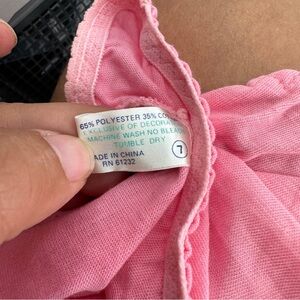 65% POLYESTER 35% CO
EXCLUSIVE OF DECORA
MACHINE WASH NO BLEA
TUMBLE DRY
ADE IN CHINA
7
RN 61232